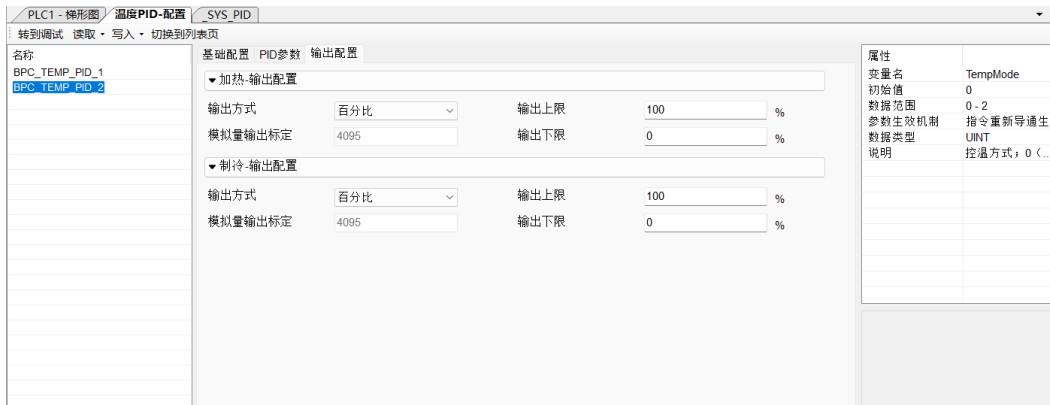 PLC1 - 梯形图 温度PID-配置 _SYS_PID
转到调试 读取 写入 切换到列表页
名称
BPC_TEMP_PID_1
BPC_TEMP_PID_2
基础配置 PID参数 输出配置
加热-输出配置
输出方式 百分比 输出上限 100 %
模拟量输出标定 4095 输出下限 0 %
制冷-输出配置
输出方式 百分比 输出上限 100 %
模拟量输出标定 4095 输出下限 0 %
属性
变量名 TempMode
初始值 0
数据范围 0 - 2
参数生效机制 指令重新导通生
数据类型 UINT
说明 控温方式；0（...